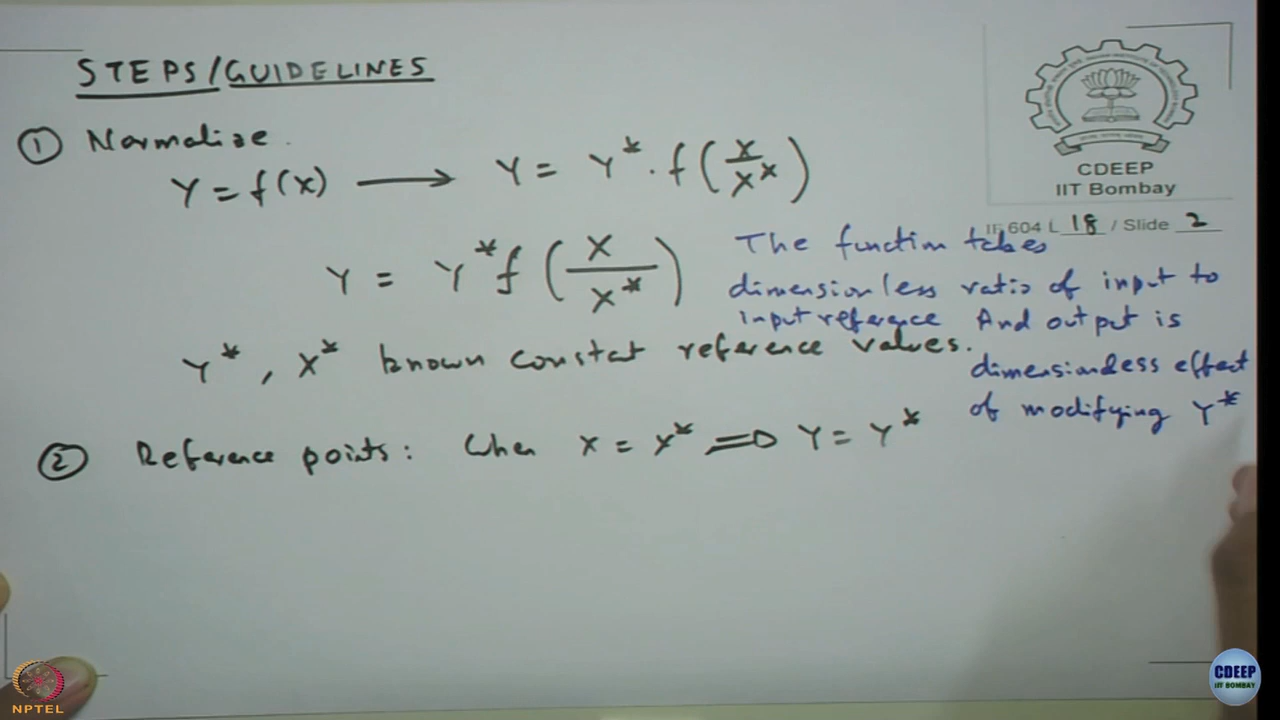 STEPS/GUIDELINES
① Normalize.
Y = f(X) ⟶ Y = Y* . f(X/X*)
Y = Y* f(X/X*)
The function takes
dimensionless ratio of input to
input reference And output is
dimensionless effect
of modifying Y*
Y*, X* known constat reference values.
② Reference points: When X = X* ⟹ Y = Y*
CDEEP
IIT Bombay
IE 604 L 18 / Slide 2
NPTEL
CDEEP
IIT BOMBAY